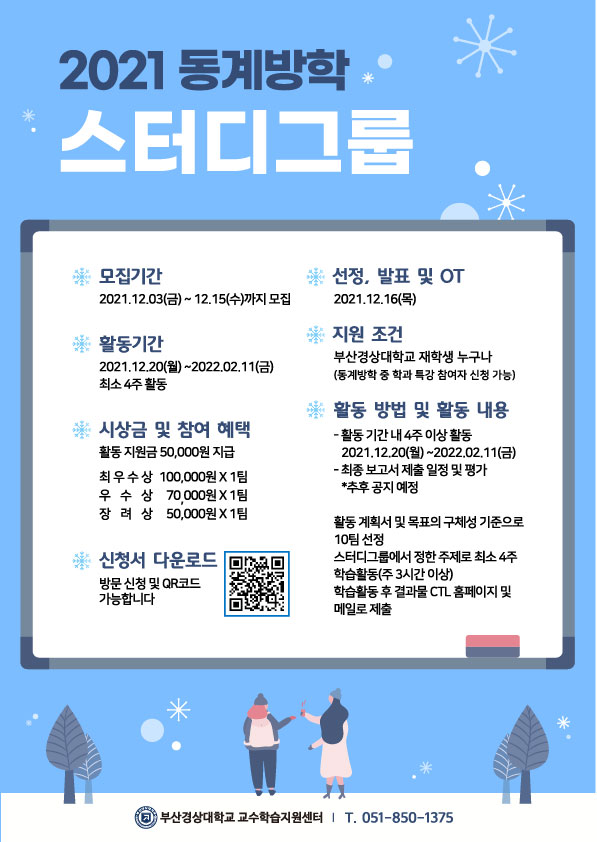 2021 동계방학
스터디그룹
모집기간
2021.12.03(금) ~ 12.15(수)까지 모집
활동기간
2021.12.20(월) ~2022.02.11(금)
최소 4주 활동
시상금 및 참여 혜택
활동 지원금 50,000원 지급
최우수상 100,000원 X 1팀
우 수 상 70,000원 X 1팀
장 려 상 50,000원 X 1팀
신청서 다운로드
방문 신청 및 QR코드
가능합니다
선정, 발표 및 OT
2021.12.16(목)
지원 조건
부산경상대학교 재학생 누구나
(동계방학 중 학과 특강 참여자 신청 가능)
활동 방법 및 활동 내용
- 활동 기간 내 4주 이상 활동
2021.12.20(월) ~2022.02.11(금)
- 최종 보고서 제출 일정 및 평가
*추후 공지 예정
활동 계획서 및 목표의 구체성 기준으로
10팀 선정
스터디그룹에서 정한 주제로 최소 4주
학습활동(주 3시간 이상)
학습활동 후 결과물 CTL 홈페이지 및
메일로 제출
부산경상대학교 교수학습지원센터 | T. 051-850-1375